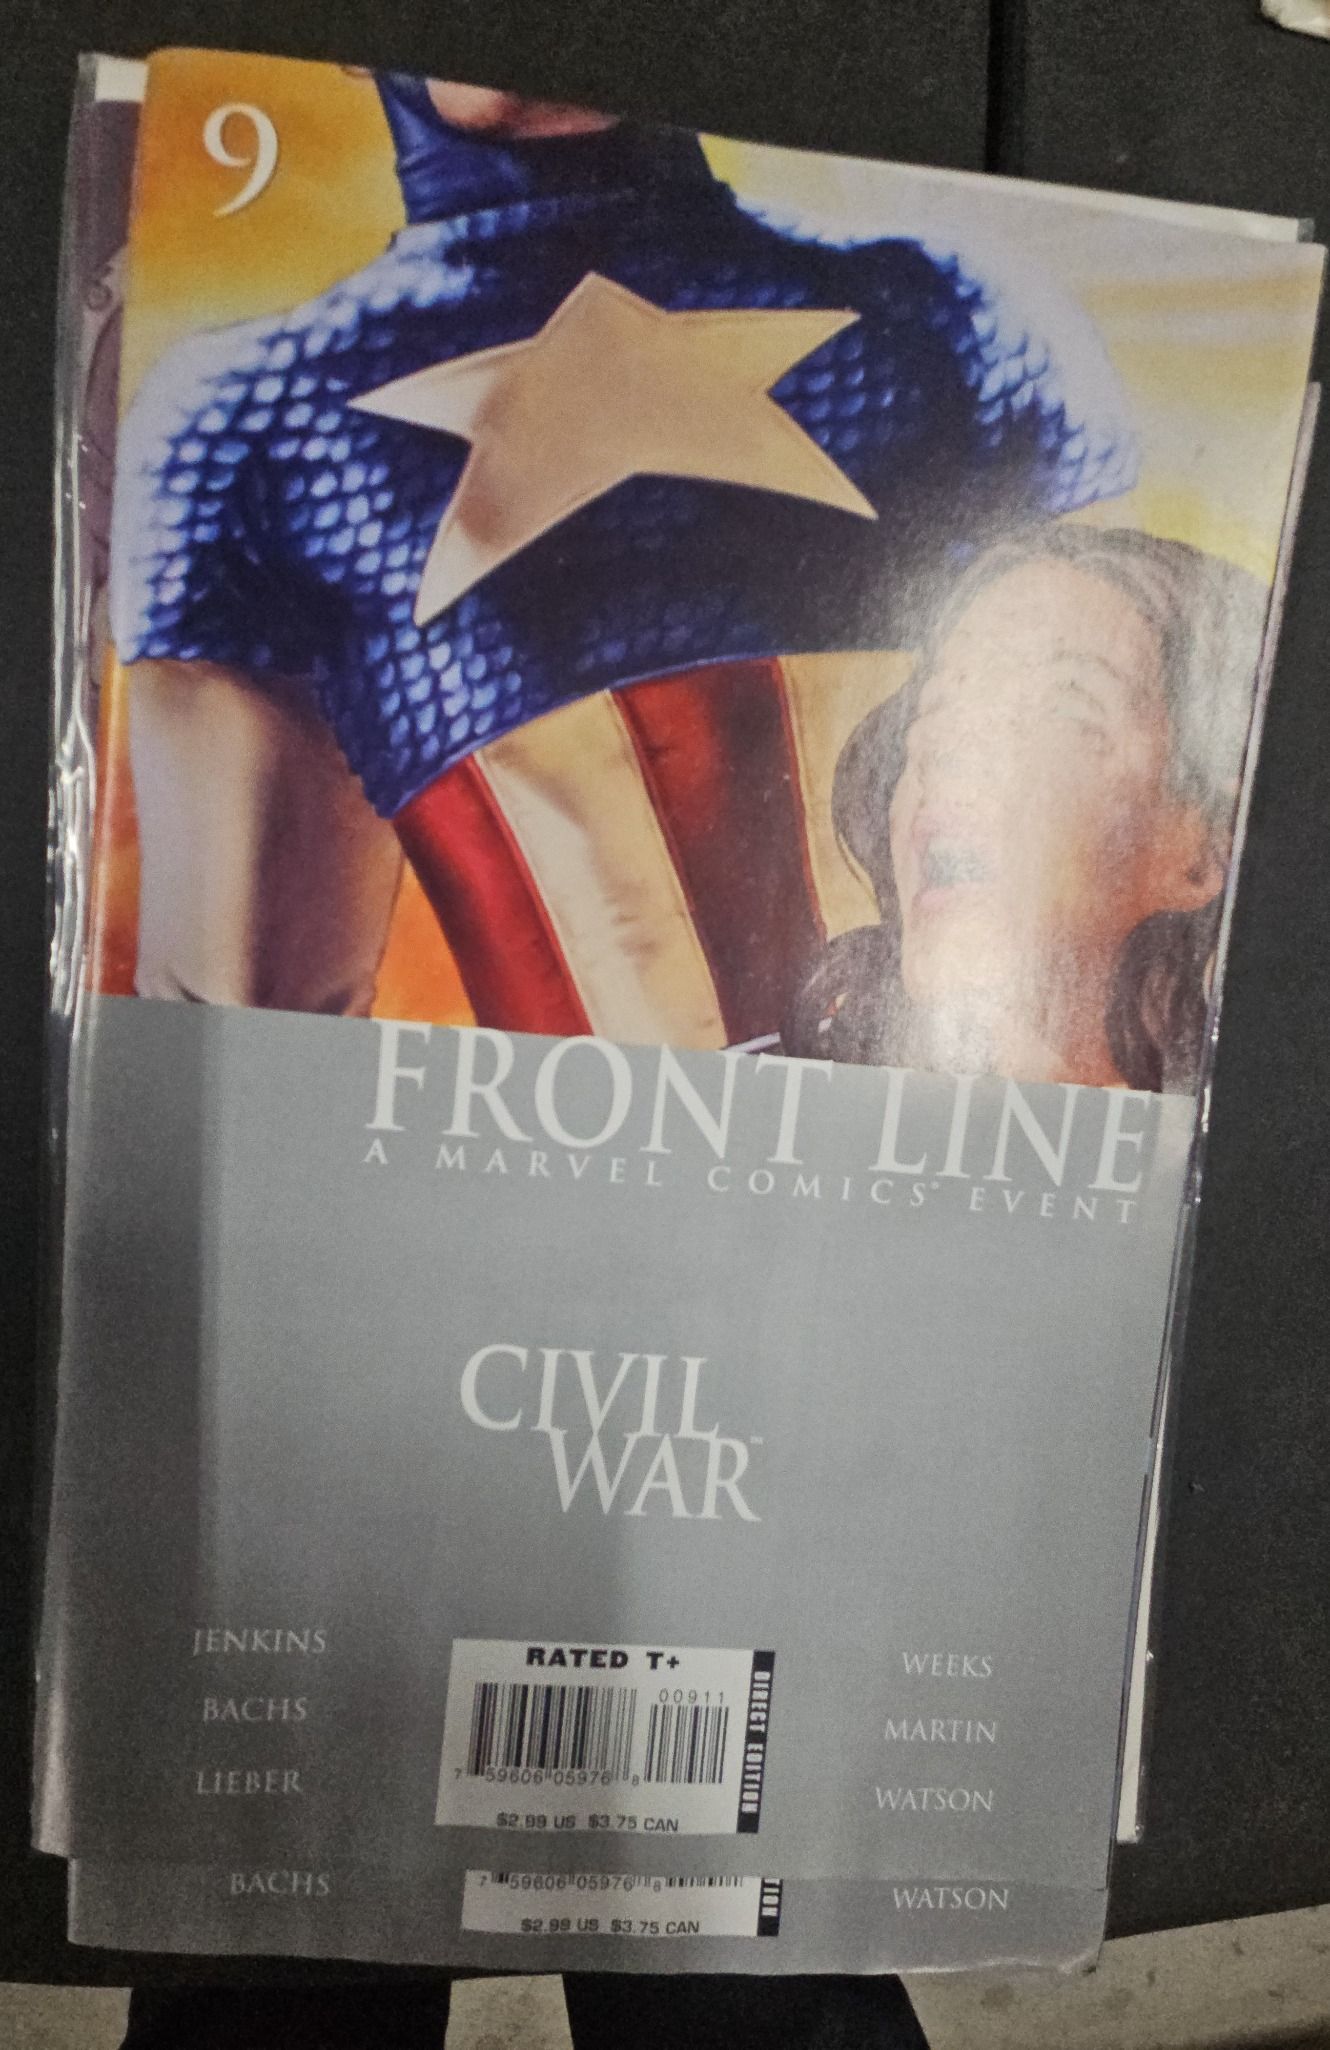 9
FRONT LINE
A MARVEL COMICS® EVENT
CIVIL
WAR™
JENKINS
BACHS
LIEBER
RATED T+
00911
7 59606 05976 8
DIRECT EDITION
$2.99 US $3.75 CAN
WEEKS
MARTIN
WATSON
BACHS
7 59606 05976 8
TION
$2.99 US $3.75 CAN
WATSON